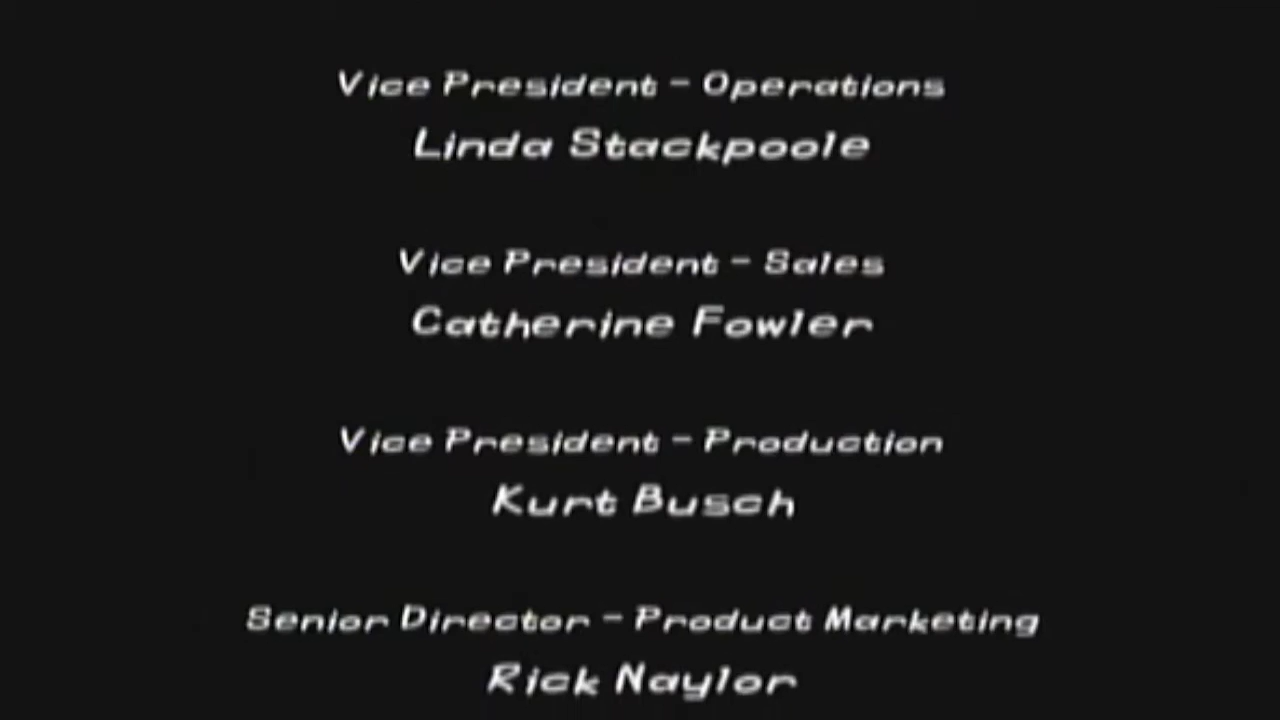 Vice President - Operations
Linda Stackpoole
Vice President - Sales
Catherine Fowler
Vice President - Production
Kurt Busch
Senior Director - Product Marketing
Rick Naylor